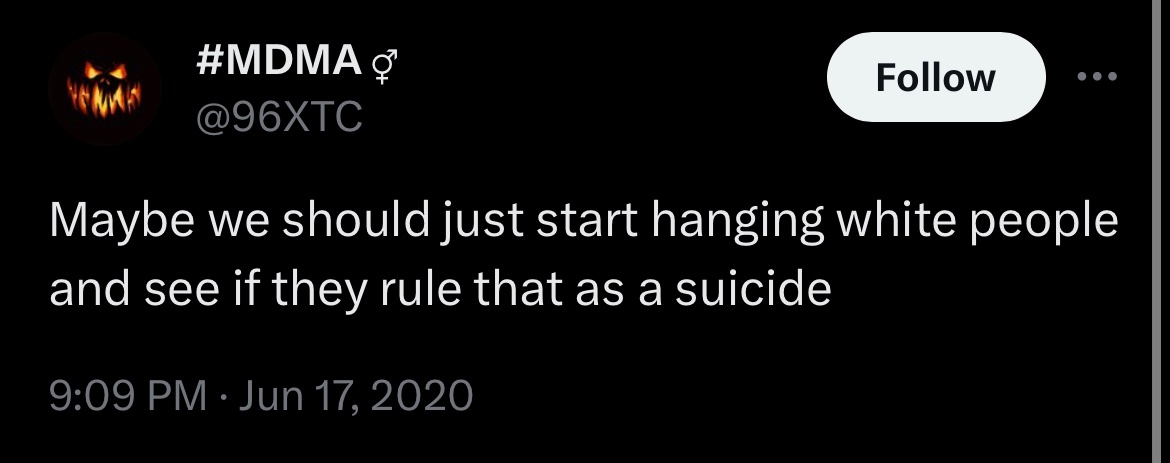 #MDMA ⚥
@96XTC
Follow
Maybe we should just start hanging white people
and see if they rule that as a suicide
9:09 PM · Jun 17, 2020